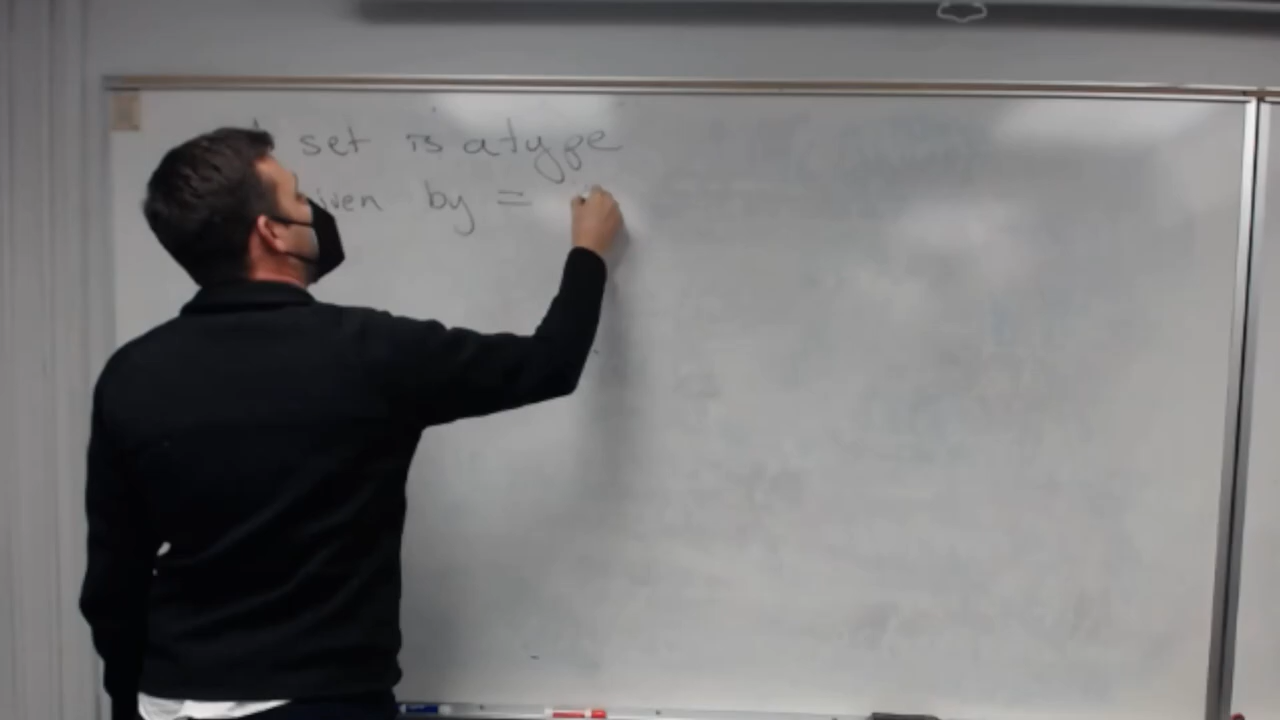 set is a type
by =